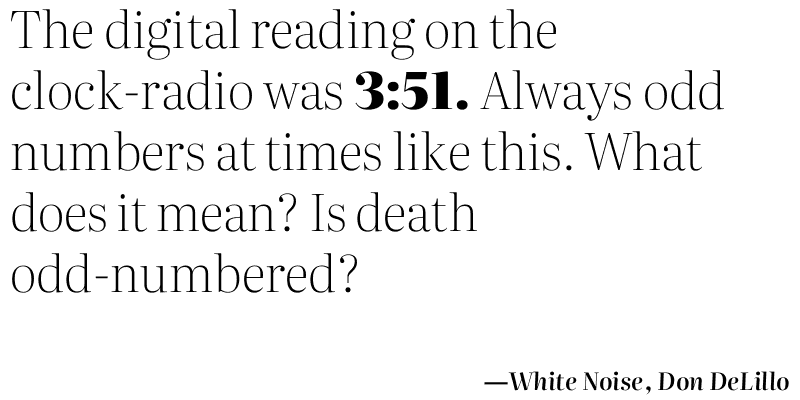 The digital reading on the
clock-radio was 3:51. Always odd
numbers at times like this. What
does it mean? Is death
odd-numbered?
—White Noise, Don DeLillo